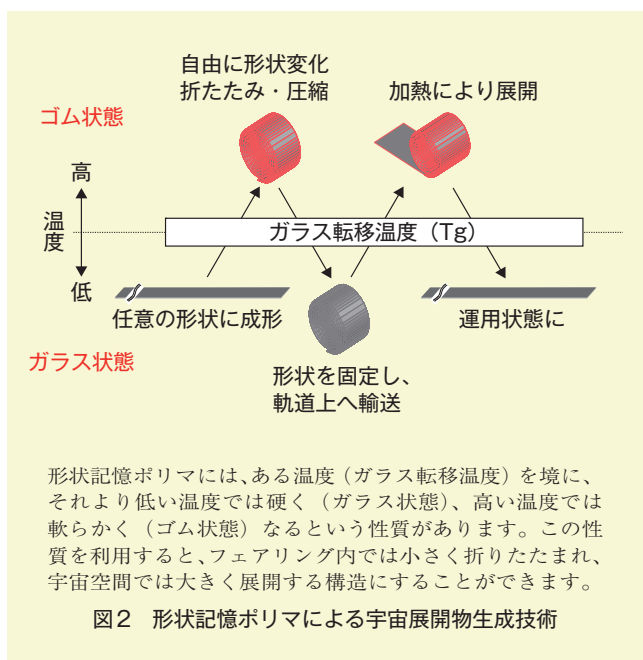 自由に形状変化
折たたみ・圧縮
加熱により展開
ゴム状態
高
温度
低
ガラス転移温度（Tg）
任意の形状に成形
運用状態に
ガラス状態
形状を固定し、
軌道上へ輸送
形状記憶ポリマには、ある温度（ガラス転移温度）を境に、
それより低い温度では硬く（ガラス状態）、高い温度では
軟らかく（ゴム状態）なるという性質があります。この性
質を利用すると、フェアリング内では小さく折りたたまれ、
宇宙空間では大きく展開する構造にすることができます。
図2　形状記憶ポリマによる宇宙展開物生成技術